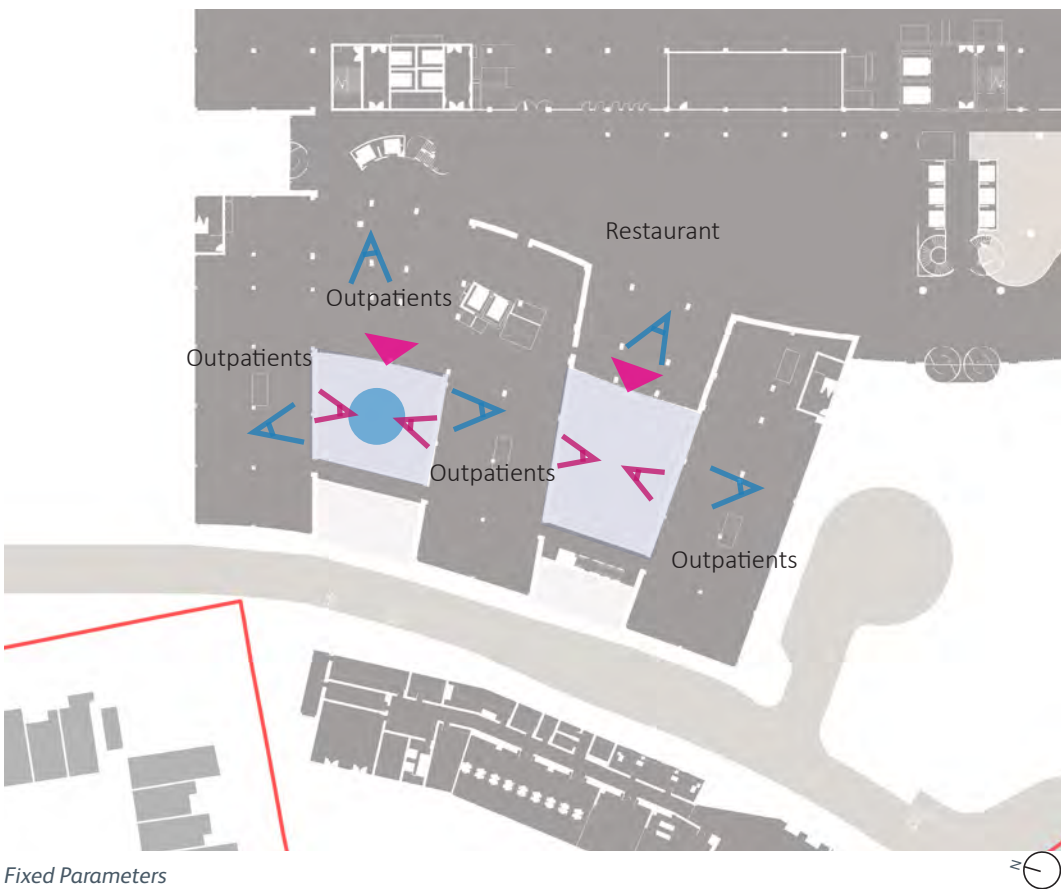 Restaurant
Outpatients
Outpatients
Outpatients
Outpatients
Fixed Parameters
N